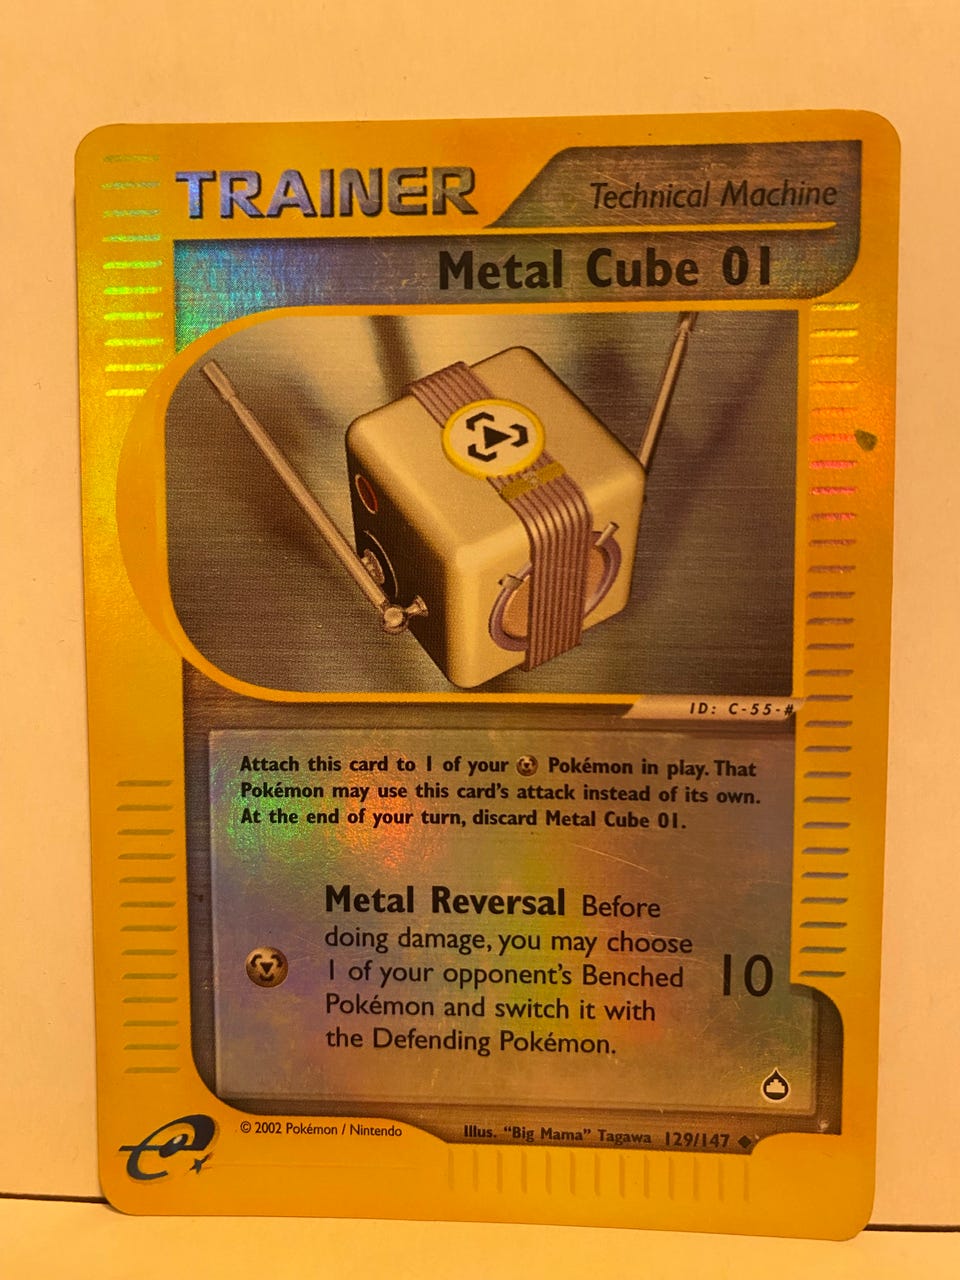 TRAINER
Technical Machine
Metal Cube 01
ID: C-55-#
Attach this card to 1 of your Pokémon in play. That
Pokémon may use this card's attack instead of its own.
At the end of your turn, discard Metal Cube 01.
Metal Reversal Before
doing damage, you may choose
1 of your opponent's Benched
Pokémon and switch it with
the Defending Pokémon.
10
© 2002 Pokémon / Nintendo
Illus. "Big Mama" Tagawa 129/147